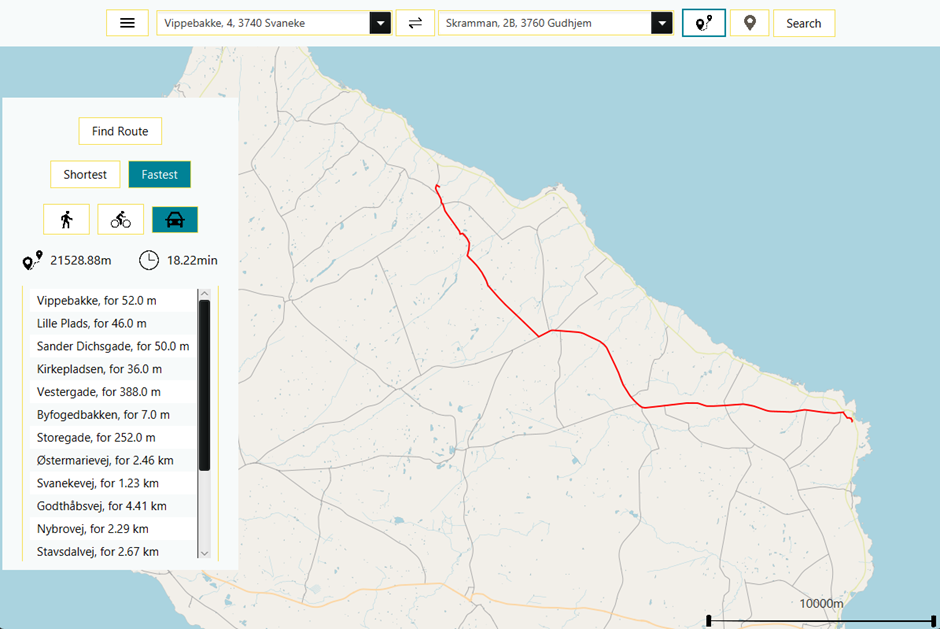 Vippebakke, 4, 3740 Svaneke
Skramman, 2B, 3760 Gudhjem
Search
Find Route
Shortest
Fastest
21528.88m
18.22min
Vippebakke, for 52.0 m
Lille Plads, for 46.0 m
Sander Dichsgade, for 50.0 m
Kirkepladsen, for 36.0 m
Vestergade, for 388.0 m
Byfogedbakken, for 7.0 m
Storegade, for 252.0 m
Østermarievej, for 2.46 km
Svanekevej, for 1.23 km
Godthåbsvej, for 4.41 km
Nybrovej, for 2.29 km
Stavsdalvej, for 2.67 km
10000m